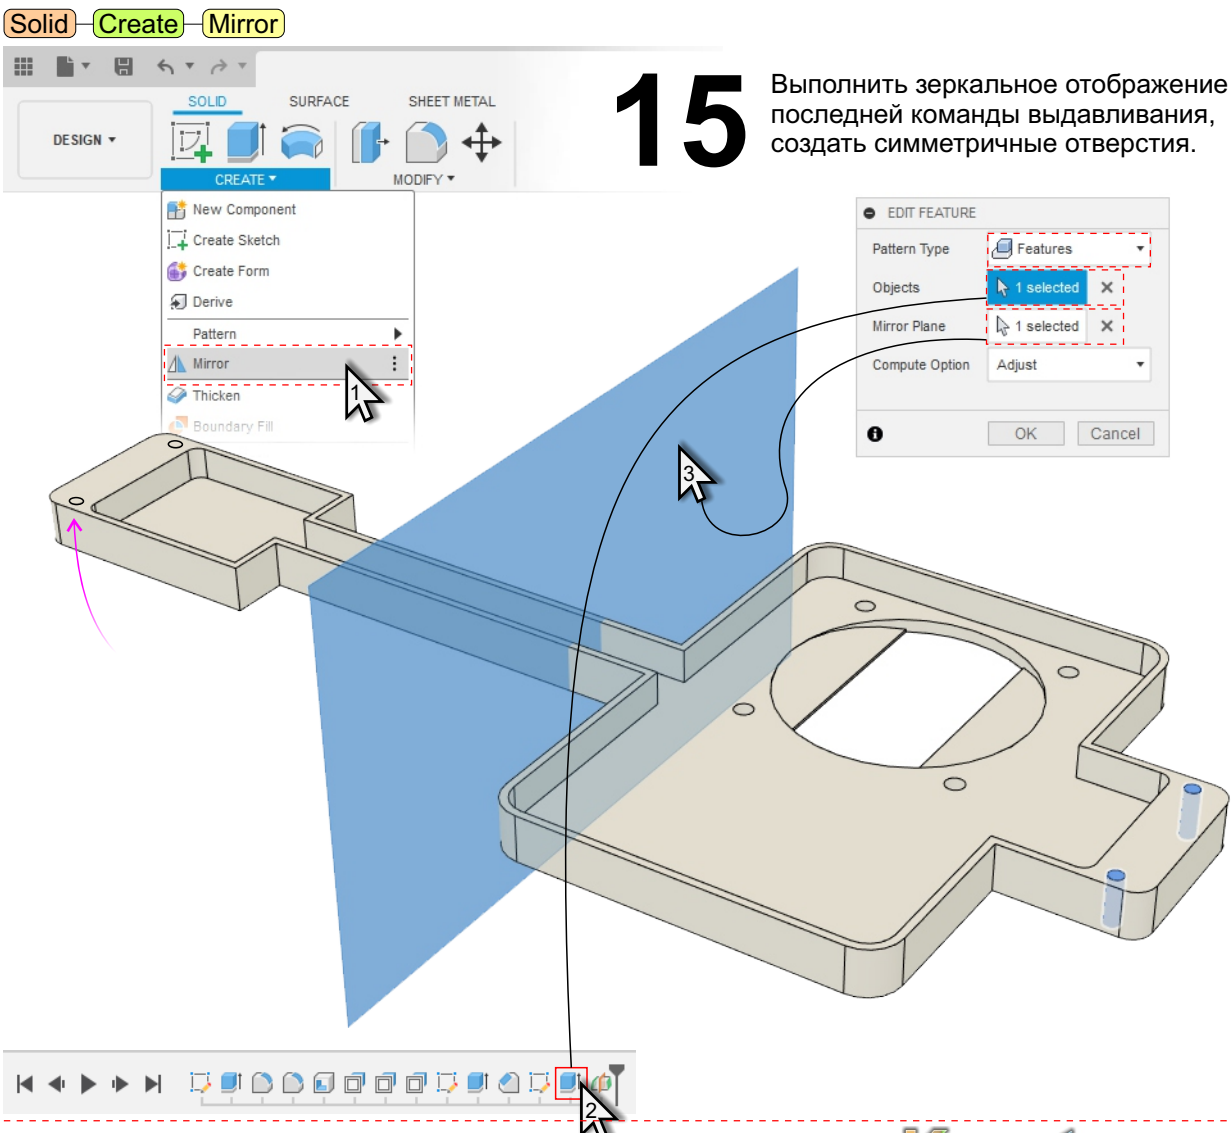 Solid Create Mirror
15
Выполнить зеркальное отображение
последней команды выдавливания,
создать симметричные отверстия.
SOLID SURFACE SHEET METAL
DESIGN
CREATE MODIFY
New Component
Create Sketch
Create Form
Derive
Pattern
Mirror
1
Thicken
Boundary Fill
EDIT FEATURE
Pattern Type Features
Objects 1 selected
Mirror Plane 1 selected
Compute Option Adjust
OK Cancel
3
2